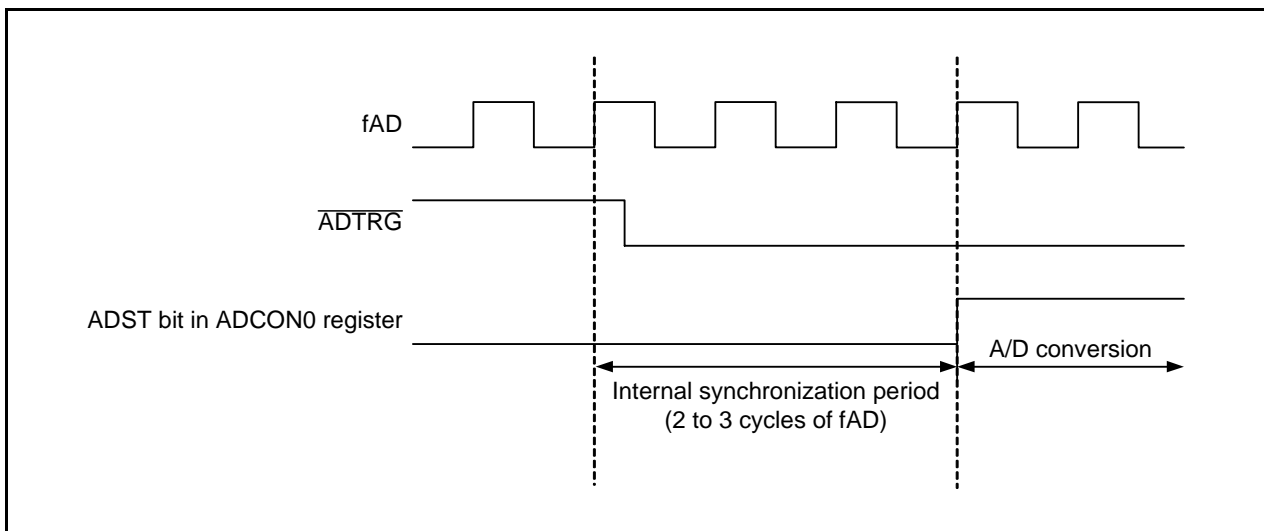 fAD
ADTRG
ADST bit in ADCON0 register
A/D conversion
Internal synchronization period
(2 to 3 cycles of fAD)